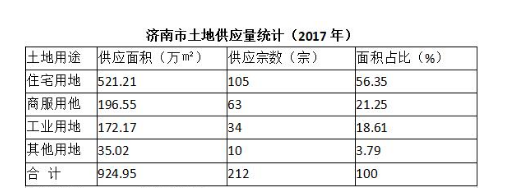 济南市土地供应量统计（2017 年）
土地用途 供应面积（万㎡） 供应宗数（宗） 面积占比（%）
住宅用地 521.21 105 56.35
商服用他 196.55 63 21.25
工业用地 172.17 34 18.61
其他用地 35.02 10 3.79
合 计 924.95 212 100